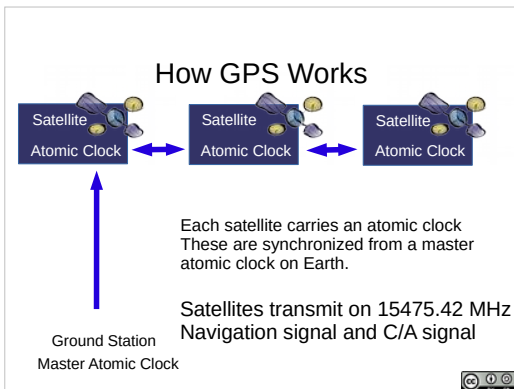 How GPS Works
Satellite
Atomic Clock
Satellite
Atomic Clock
Satellite
Atomic Clock
Each satellite carries an atomic clock
These are synchronized from a master
atomic clock on Earth.
Satellites transmit on 15475.42 MHz
Navigation signal and C/A signal
Ground Station
Master Atomic Clock
cc